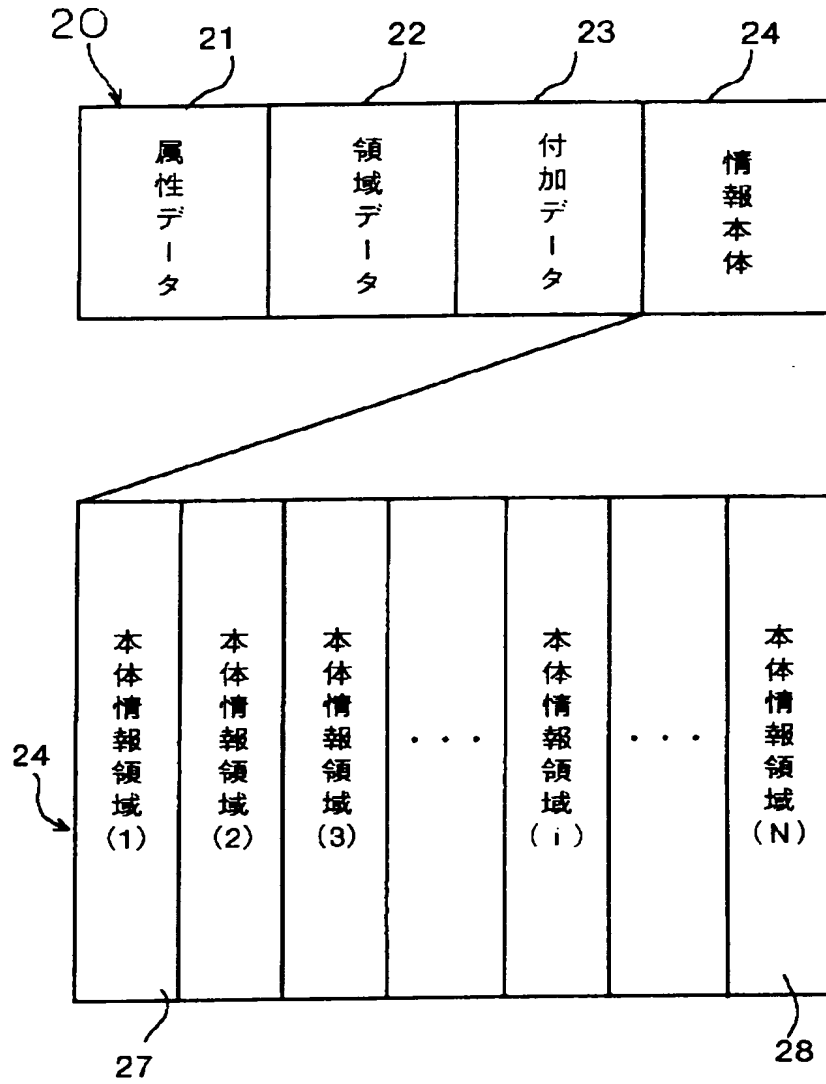 20
21
22
23
24
属性データ
領域データ
付加データ
情報本体
24
本体情報領域(1)
本体情報領域(2)
本体情報領域(3)
・・・
本体情報領域(i)
・・・
本体情報領域(N)
27
28